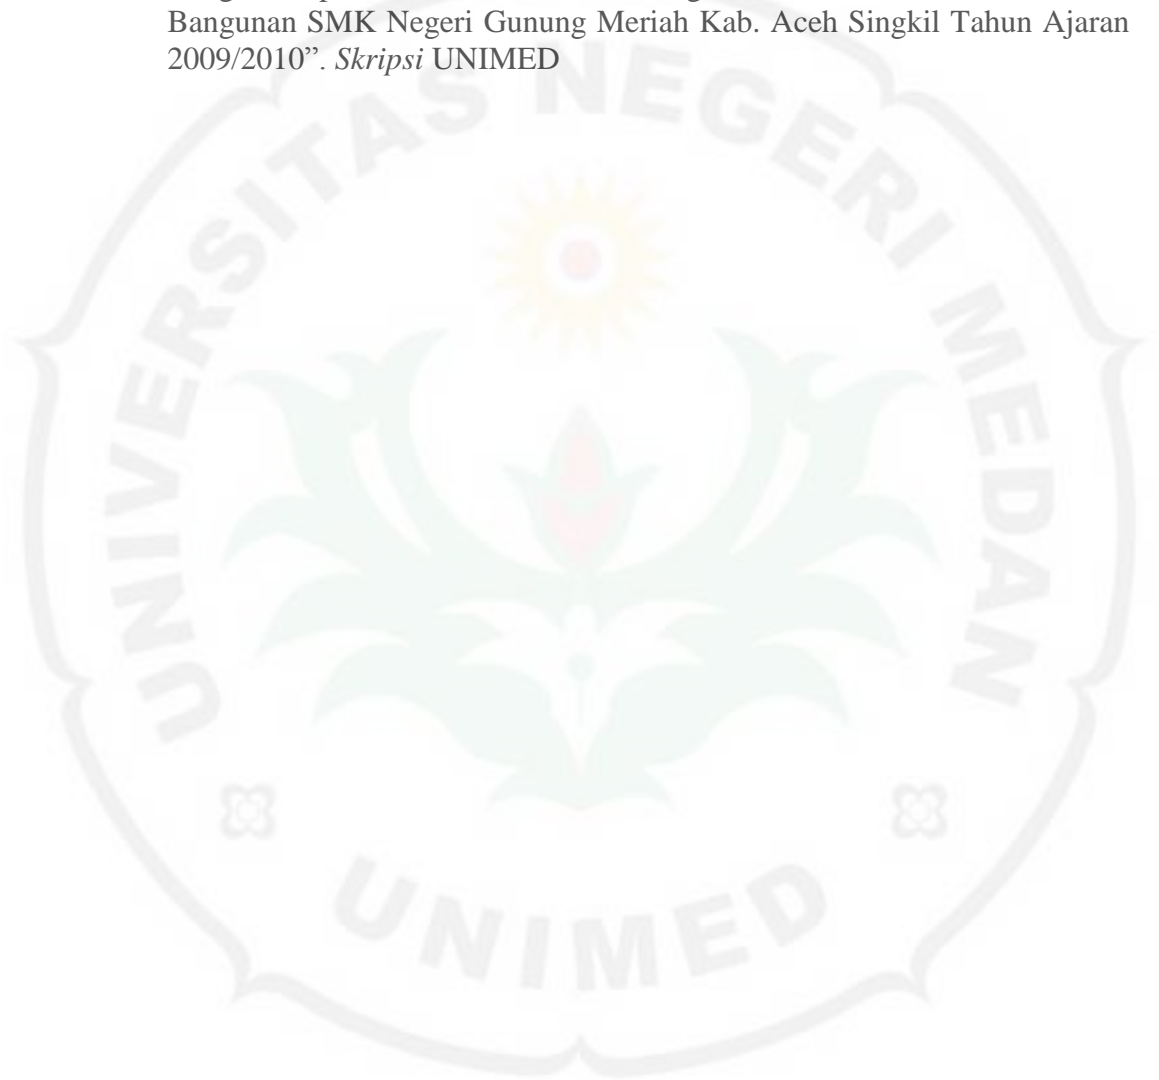 Bangunan SMK Negeri Gunung Meriah Kab. Aceh Singkil Tahun Ajaran
2009/2010”. Skripsi UNIMED
UNIVERSITAS NEGERI MEDAN
UNIMED